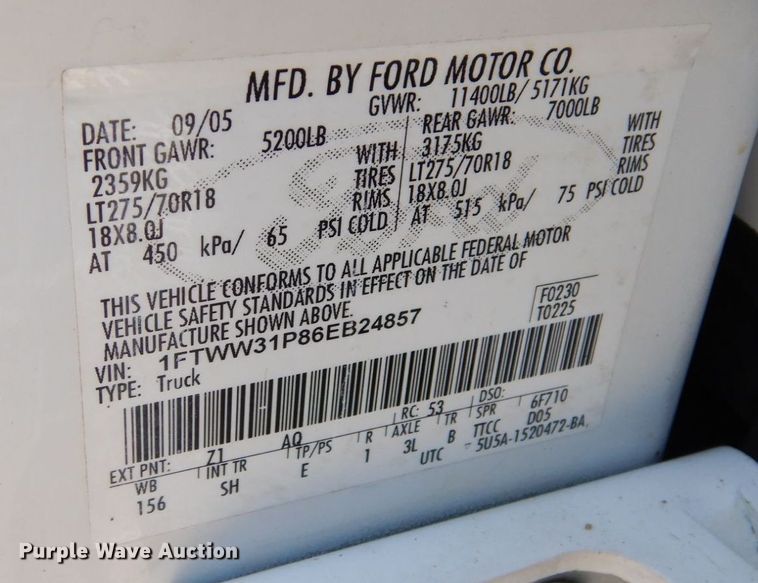 MFD. BY FORD MOTOR CO.
DATE: 09/05 GVWR: 11400LB/ 5171KG
FRONT GAWR: 5200LB REAR GAWR: 7000LB
2359KG WITH 3175KG WITH
LT275/70R18 TIRES LT275/70R18 TIRES
18X8.0J RIMS 18X8.0J RIMS
AT 450 kPa/ 65 PSI COLD AT 515 kPa/ 75 PSI COLD
THIS VEHICLE CONFORMS TO ALL APPLICABLE FEDERAL MOTOR
VEHICLE SAFETY STANDARDS IN EFFECT ON THE DATE OF
MANUFACTURE SHOWN ABOVE.
VIN: 1FTWW31P86EB24857 F0230
TYPE: Truck T0225
EXT PNT: Z1 AQ RC: 53 DSO: 6F710
WB INT TR TP/PS R AXLE TR SPR D05
156 SH E 1 3L B TTCC
UTC 5U5A-1520472-BA
Ford
Purple Wave Auction